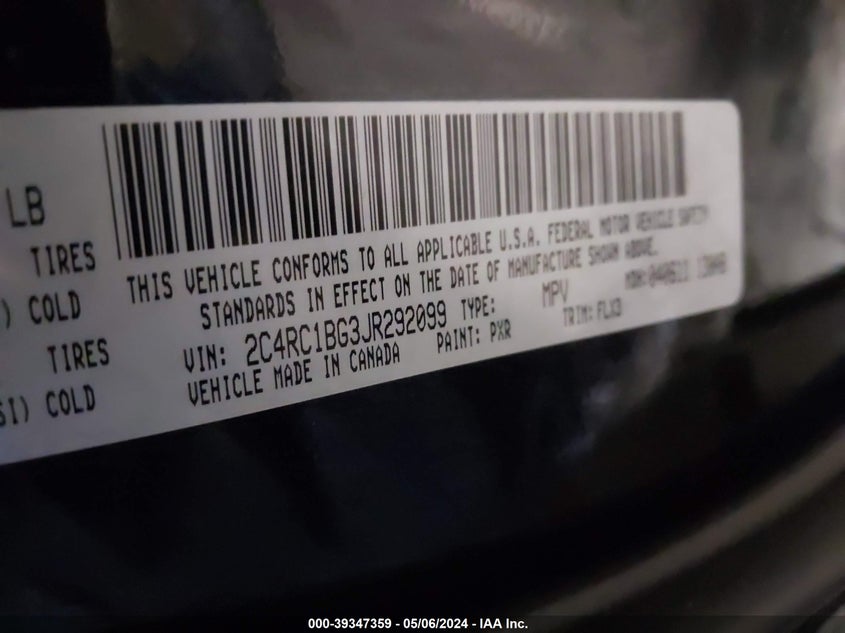 LB
TIRES
) COLD
TIRES
SI) COLD
THIS VEHICLE CONFORMS TO ALL APPLICABLE U.S.A. FEDERAL MOTOR VEHICLE SAFETY
STANDARDS IN EFFECT ON THE DATE OF MANUFACTURE SHOWN ABOVE.
VIN: 2C4RC1BG3JR292099 TYPE: MPV
VEHICLE MADE IN CANADA PAINT: PXR TRIM: FLX3
MDH:
000-39347359 - 05/06/2024 - IAA Inc.